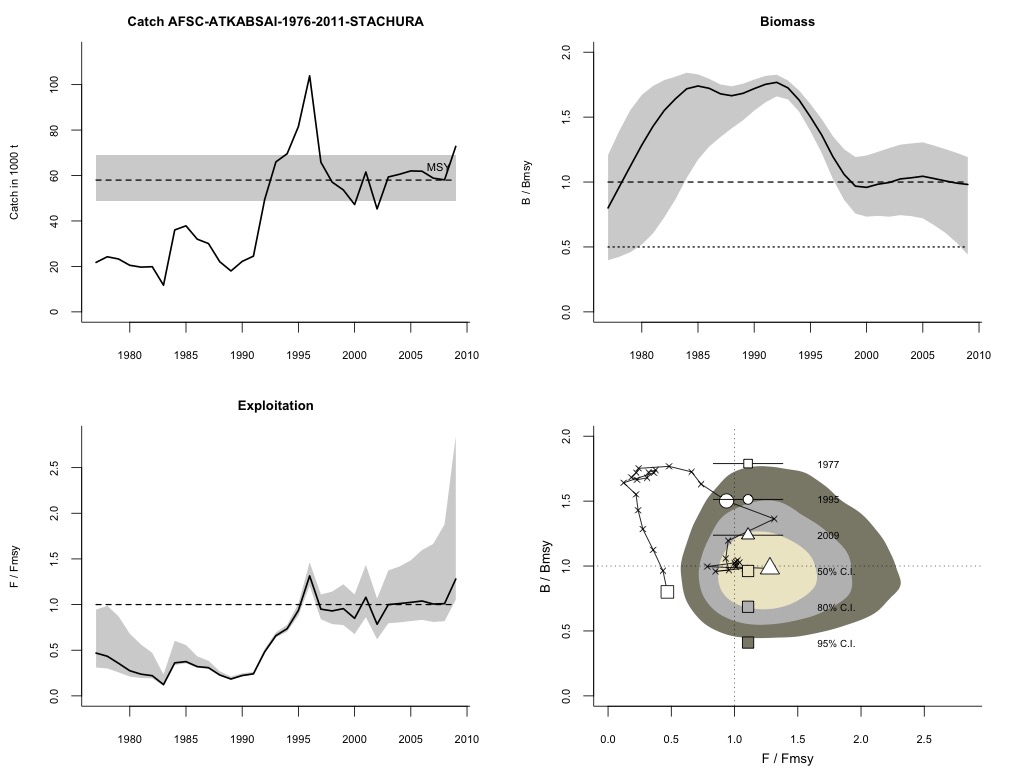 Catch AFSC-ATKABSAI-1976-2011-STACHURA
Catch in 1000 t
0 20 40 60 80 100
MSY
1980 1985 1990 1995 2000 2005 2010
Biomass
B / Bmsy
0.0 0.5 1.0 1.5 2.0
1980 1985 1990 1995 2000 2005 2010
Exploitation
F / Fmsy
0.0 0.5 1.0 1.5 2.0 2.5
1980 1985 1990 1995 2000 2005 2010
B / Bmsy
0.0 0.5 1.0 1.5 2.0
1977
1995
2009
50% C.I.
80% C.I.
95% C.I.
0.0 0.5 1.0 1.5 2.0 2.5
F / Fmsy